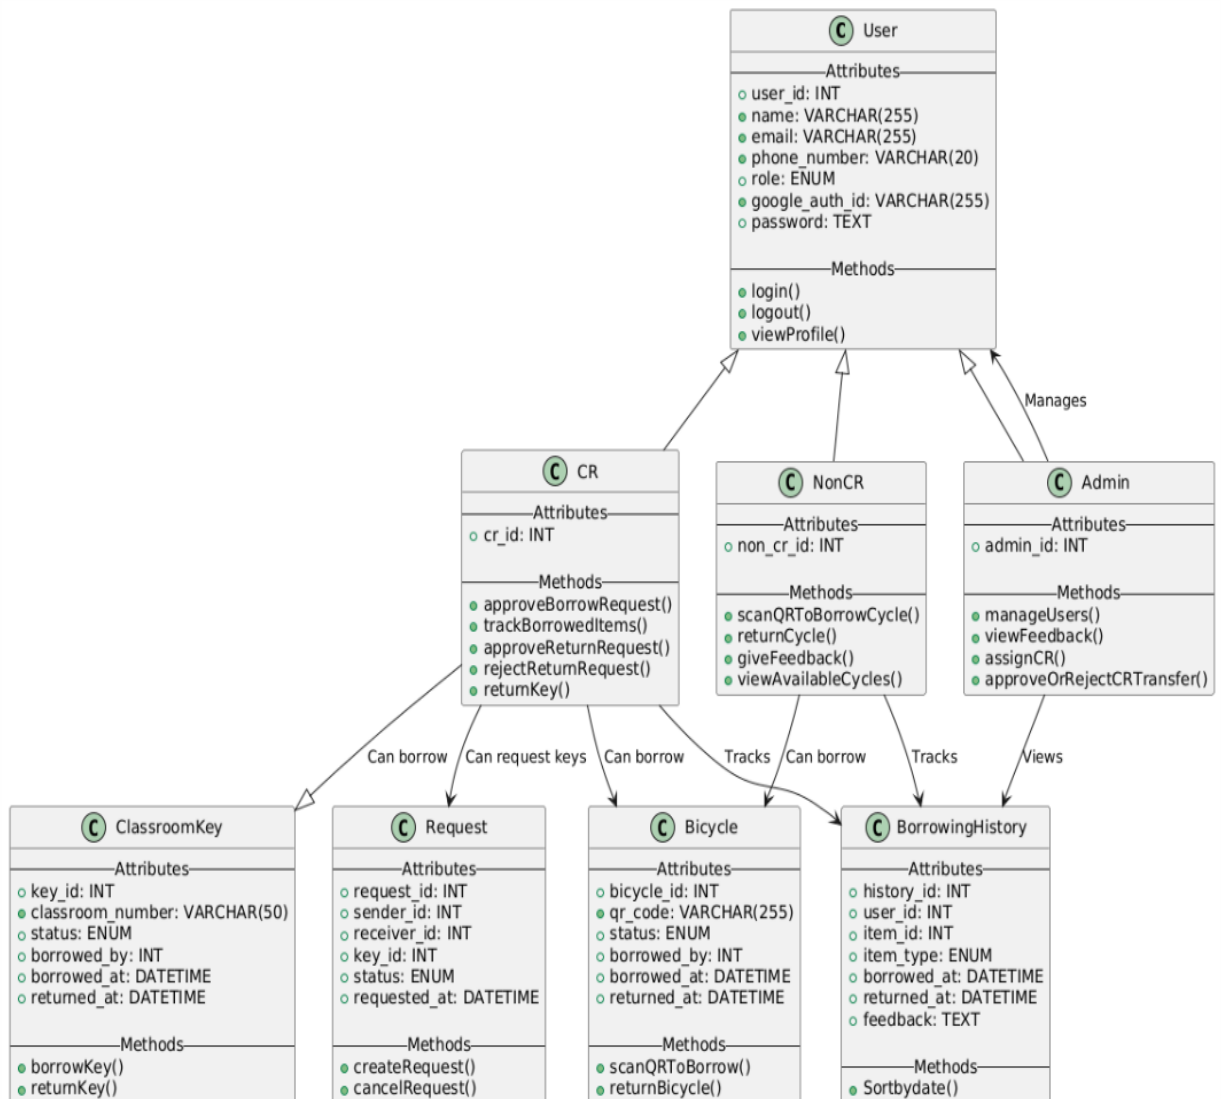 C User
Attributes
user_id: INT
name: VARCHAR(255)
email: VARCHAR(255)
phone_number: VARCHAR(20)
role: ENUM
google_auth_id: VARCHAR(255)
password: TEXT
Methods
login()
logout()
viewProfile()
Manages
C CR
Attributes
cr_id: INT
Methods
approveBorrowRequest()
trackBorrowedItems()
approveReturnRequest()
rejectReturnRequest()
returnKey()
C NonCR
Attributes
non_cr_id: INT
Methods
scanQRToBorrowCycle()
returnCycle()
giveFeedback()
viewAvailableCycles()
C Admin
Attributes
admin_id: INT
Methods
manageUsers()
viewFeedback()
assignCR()
approveOrRejectCRTransfer()
Can borrow
Can request keys
Can borrow
Tracks
Can borrow
Tracks
Views
C ClassroomKey
Attributes
key_id: INT
classroom_number: VARCHAR(50)
status: ENUM
borrowed_by: INT
borrowed_at: DATETIME
returned_at: DATETIME
Methods
borrowKey()
returnKey()
C Request
Attributes
request_id: INT
sender_id: INT
receiver_id: INT
key_id: INT
status: ENUM
requested_at: DATETIME
Methods
createRequest()
cancelRequest()
C Bicycle
Attributes
bicycle_id: INT
qr_code: VARCHAR(255)
status: ENUM
borrowed_by: INT
borrowed_at: DATETIME
returned_at: DATETIME
Methods
scanQRToBorrow()
returnBicycle()
C BorrowingHistory
Attributes
history_id: INT
user_id: INT
item_id: INT
item_type: ENUM
borrowed_at: DATETIME
returned_at: DATETIME
feedback: TEXT
Methods
Sortbydate()